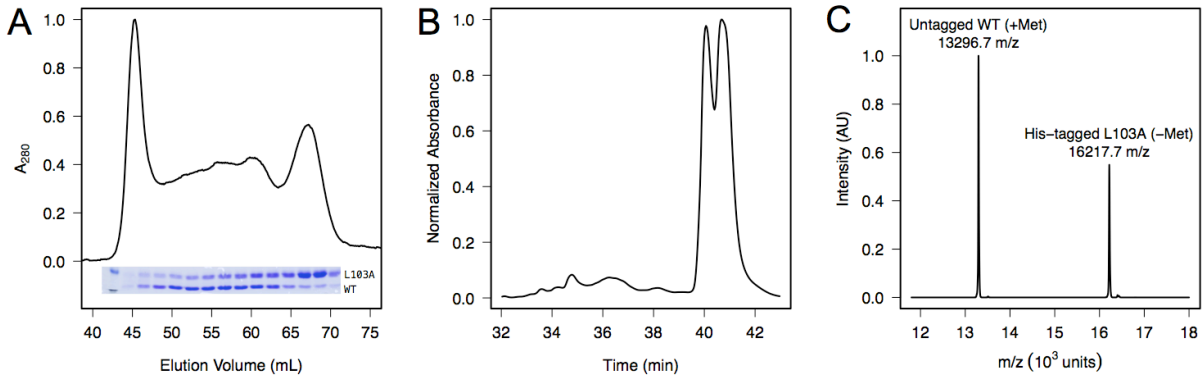 A
1.0
0.8
0.6
0.4
0.2
0.0
A280
L103A
WT
40 45 50 55 60 65 70 75
Elution Volume (mL)
B
1.0
0.8
0.6
0.4
0.2
0.0
Normalized Absorbance
32 34 36 38 40 42
Time (min)
C
Untagged WT (+Met)
13296.7 m/z
His−tagged L103A (−Met)
16217.7 m/z
1.0
0.8
0.6
0.4
0.2
0.0
Intensity (AU)
12 13 14 15 16 17 18
m/z (10³ units)